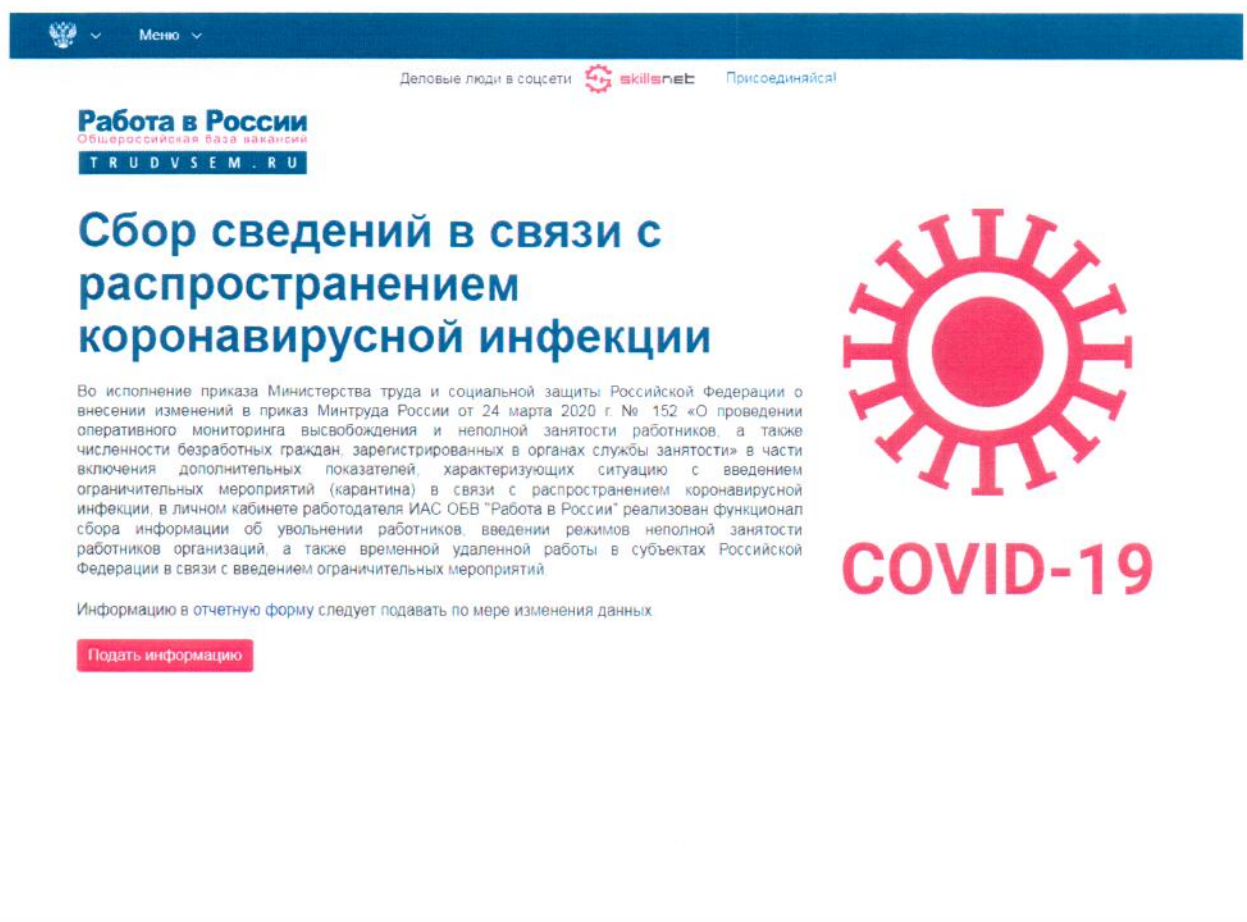 Меню
Деловые люди в соцсети skillsnet Присоединяйся!
Работа в России
Общероссийская база вакансий
TRUDVSEM.RU
Сбор сведений в связи с
распространением
коронавирусной инфекции
Во исполнение приказа Министерства труда и социальной защиты Российской Федерации о
внесении изменений в приказ Минтруда России от 24 марта 2020 г. № 152 «О проведении
оперативного мониторинга высвобождения и неполной занятости работников, а также
численности безработных граждан, зарегистрированных в органах службы занятости» в части
включения дополнительных показателей, характеризующих ситуацию с введением
ограничительных мероприятий (карантина) в связи с распространением коронавирусной
инфекции, в личном кабинете работодателя ИАС ОБВ "Работа в России" реализован функционал
сбора информации об увольнении работников, введении режимов неполной занятости
работников организаций, а также временной удаленной работы в субъектах Российской
Федерации в связи с введением ограничительных мероприятий.
Информацию в отчетную форму следует подавать по мере изменения данных.
Подать информацию
COVID-19